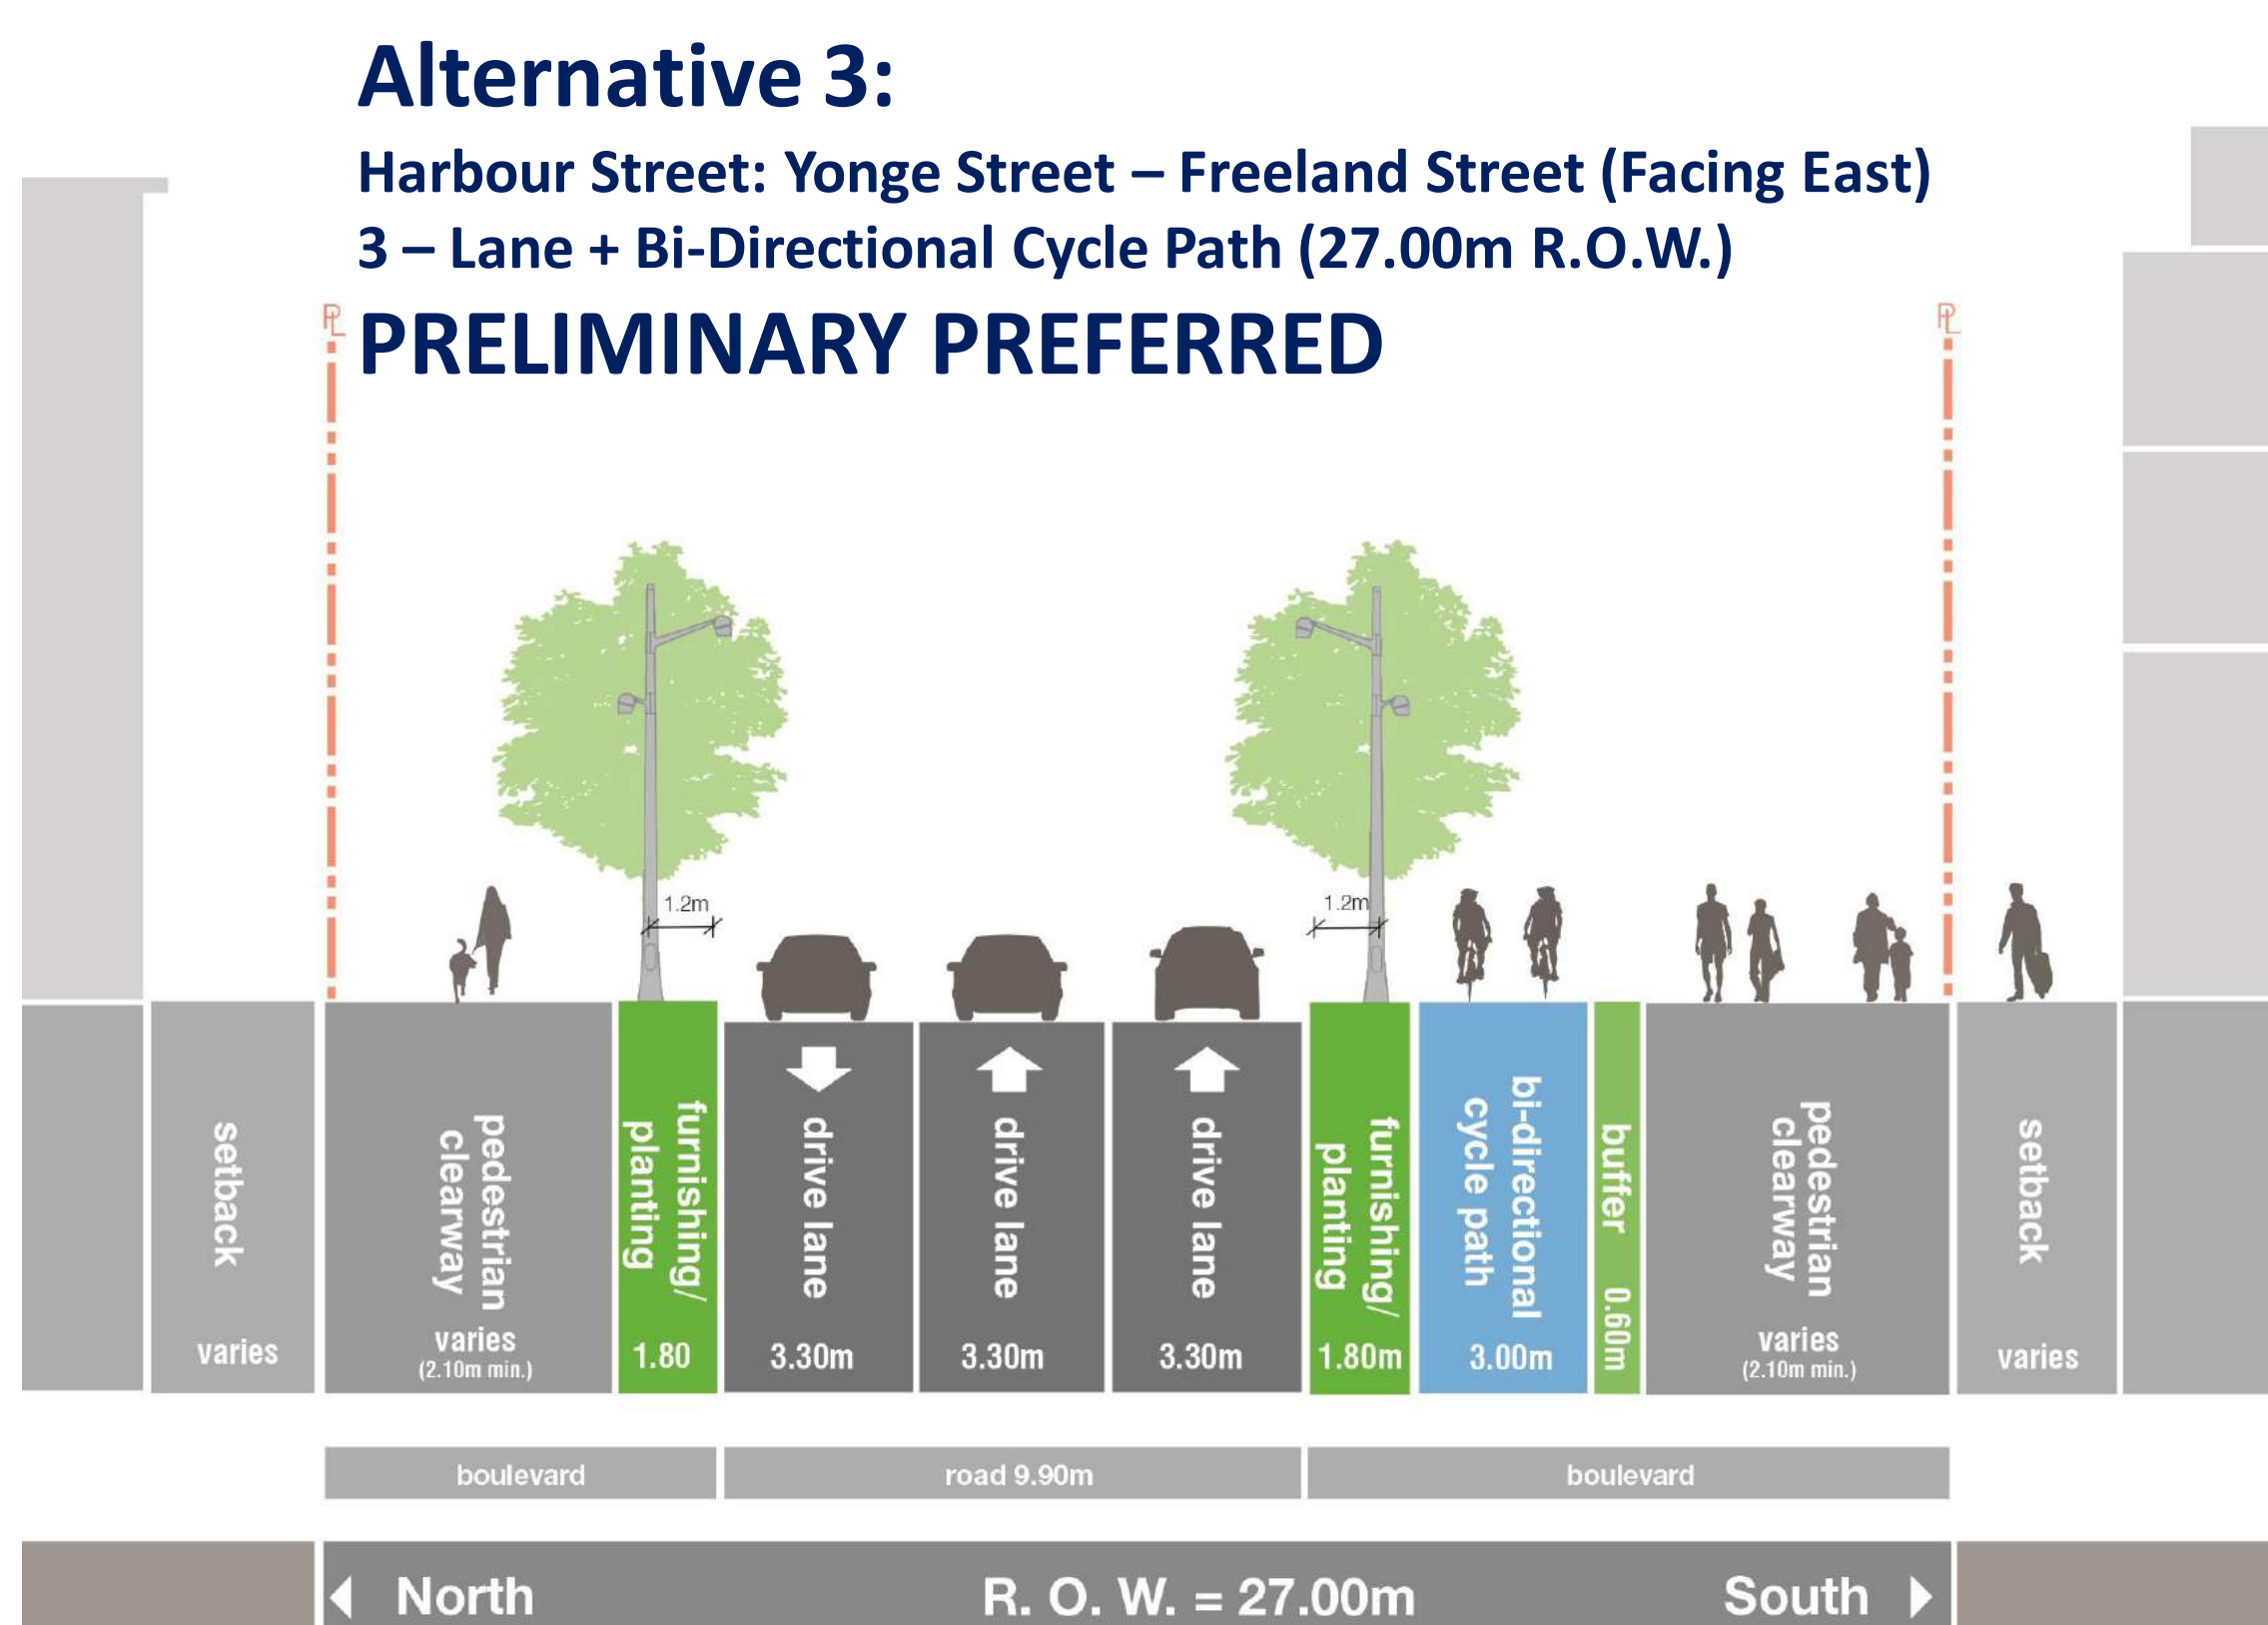 Alternative 3:
Harbour Street: Yonge Street – Freeland Street (Facing East)
3 – Lane + Bi-Directional Cycle Path (27.00m R.O.W.)
PRELIMINARY PREFERRED
PL
PL
1.2m
1.2m
setback
varies
pedestrian
clearway
varies
(2.10m min.)
furnishing/
planting
1.80
drive lane
3.30m
drive lane
3.30m
drive lane
3.30m
furnishing/
planting
1.80m
bi-directional
cycle path
3.00m
buffer 0.60m
pedestrian
clearway
varies
(2.10m min.)
setback
varies
boulevard
road 9.90m
boulevard
North
R. O. W. = 27.00m
South